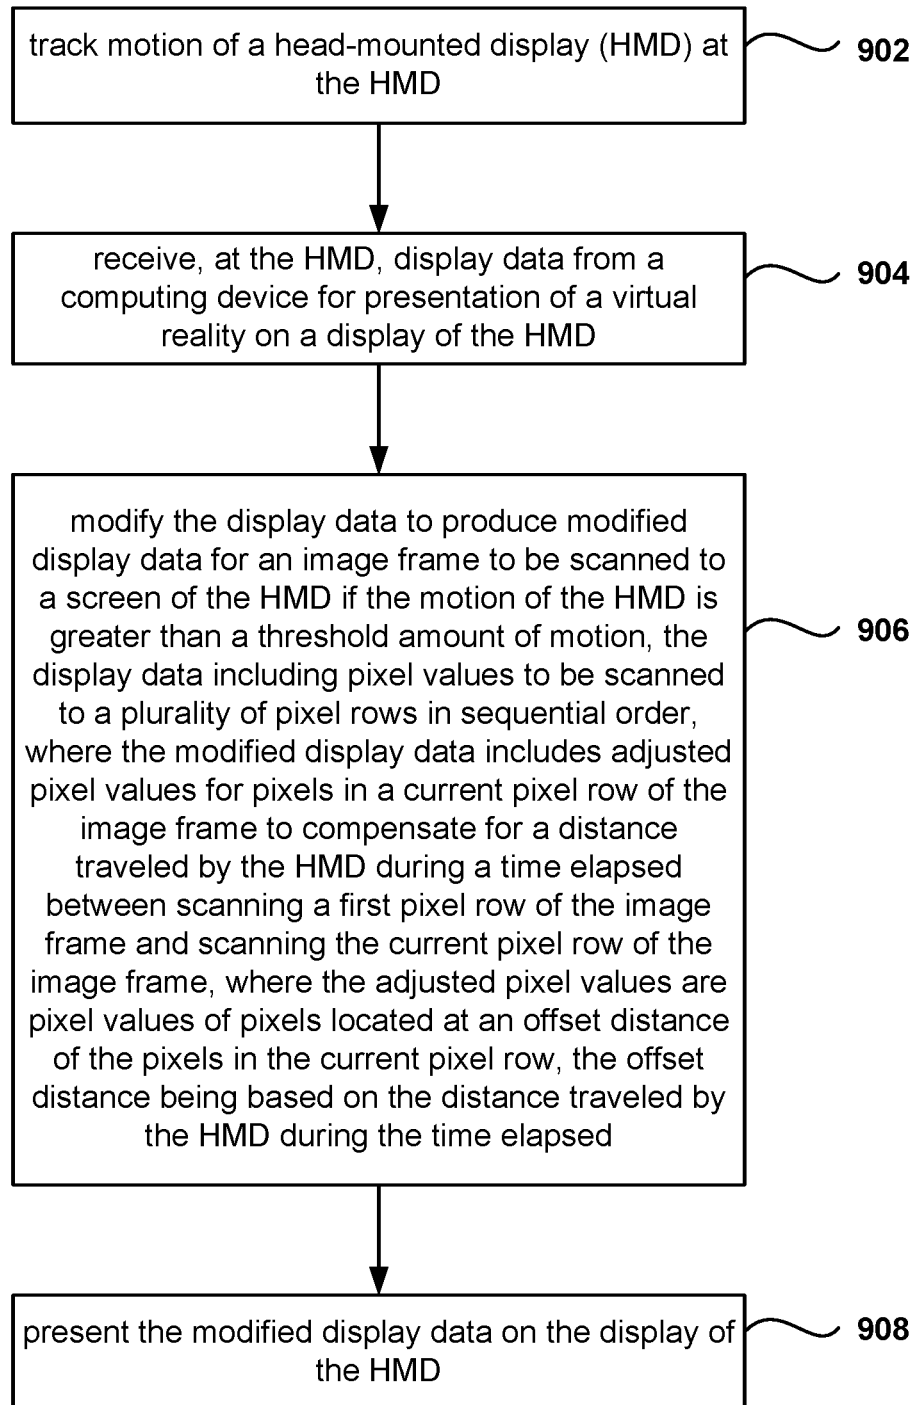 track motion of a head-mounted display (HMD) at
the HMD
902
receive, at the HMD, display data from a
computing device for presentation of a virtual
reality on a display of the HMD
904
modify the display data to produce modified
display data for an image frame to be scanned to
a screen of the HMD if the motion of the HMD is
greater than a threshold amount of motion, the
display data including pixel values to be scanned
to a plurality of pixel rows in sequential order,
where the modified display data includes adjusted
pixel values for pixels in a current pixel row of the
image frame to compensate for a distance
traveled by the HMD during a time elapsed
between scanning a first pixel row of the image
frame and scanning the current pixel row of the
image frame, where the adjusted pixel values are
pixel values of pixels located at an offset distance
of the pixels in the current pixel row, the offset
distance being based on the distance traveled by
the HMD during the time elapsed
906
present the modified display data on the display of
the HMD
908